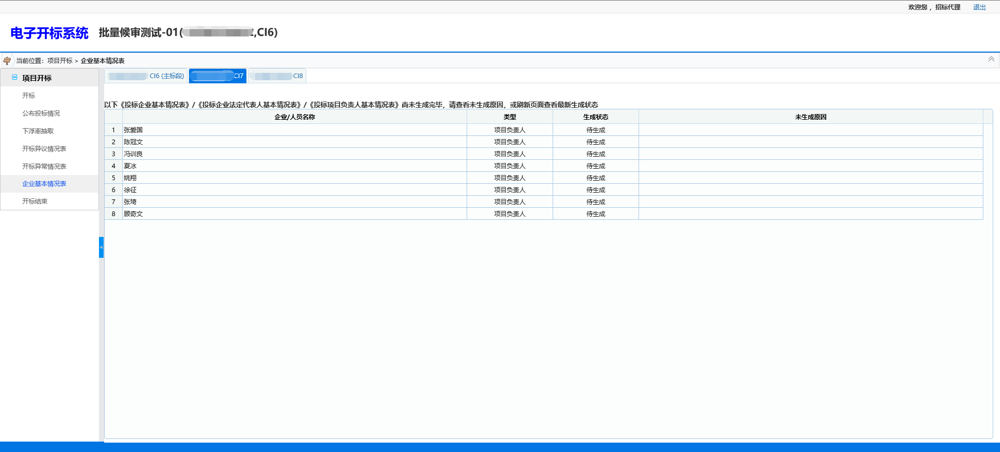 欢迎您 ，招标代理 退出
电子开标系统 批量候审测试-01( ,CI6)
当前位置：项目开标 > 企业基本情况表
项目开标
开标
公布投标情况
下浮率抽取
开标异议情况表
开标异常情况表
企业基本情况表
开标结束
CI6 (主标段) CI7 CI8
以下《投标企业基本情况表》/《投标企业法定代表人基本情况表》/《投标项目负责人基本情况表》尚未生成完毕，请查看未生成原因，或刷新页面查看最新生成状态
企业/人员名称 类型 生成状态 未生成原因
1 张爱国 项目负责人 待生成
2 陈冠文 项目负责人 待生成
3 冯训良 项目负责人 待生成
4 夏冰 项目负责人 待生成
5 姚翔 项目负责人 待生成
6 徐征 项目负责人 待生成
7 张琦 项目负责人 待生成
8 顾奇文 项目负责人 待生成